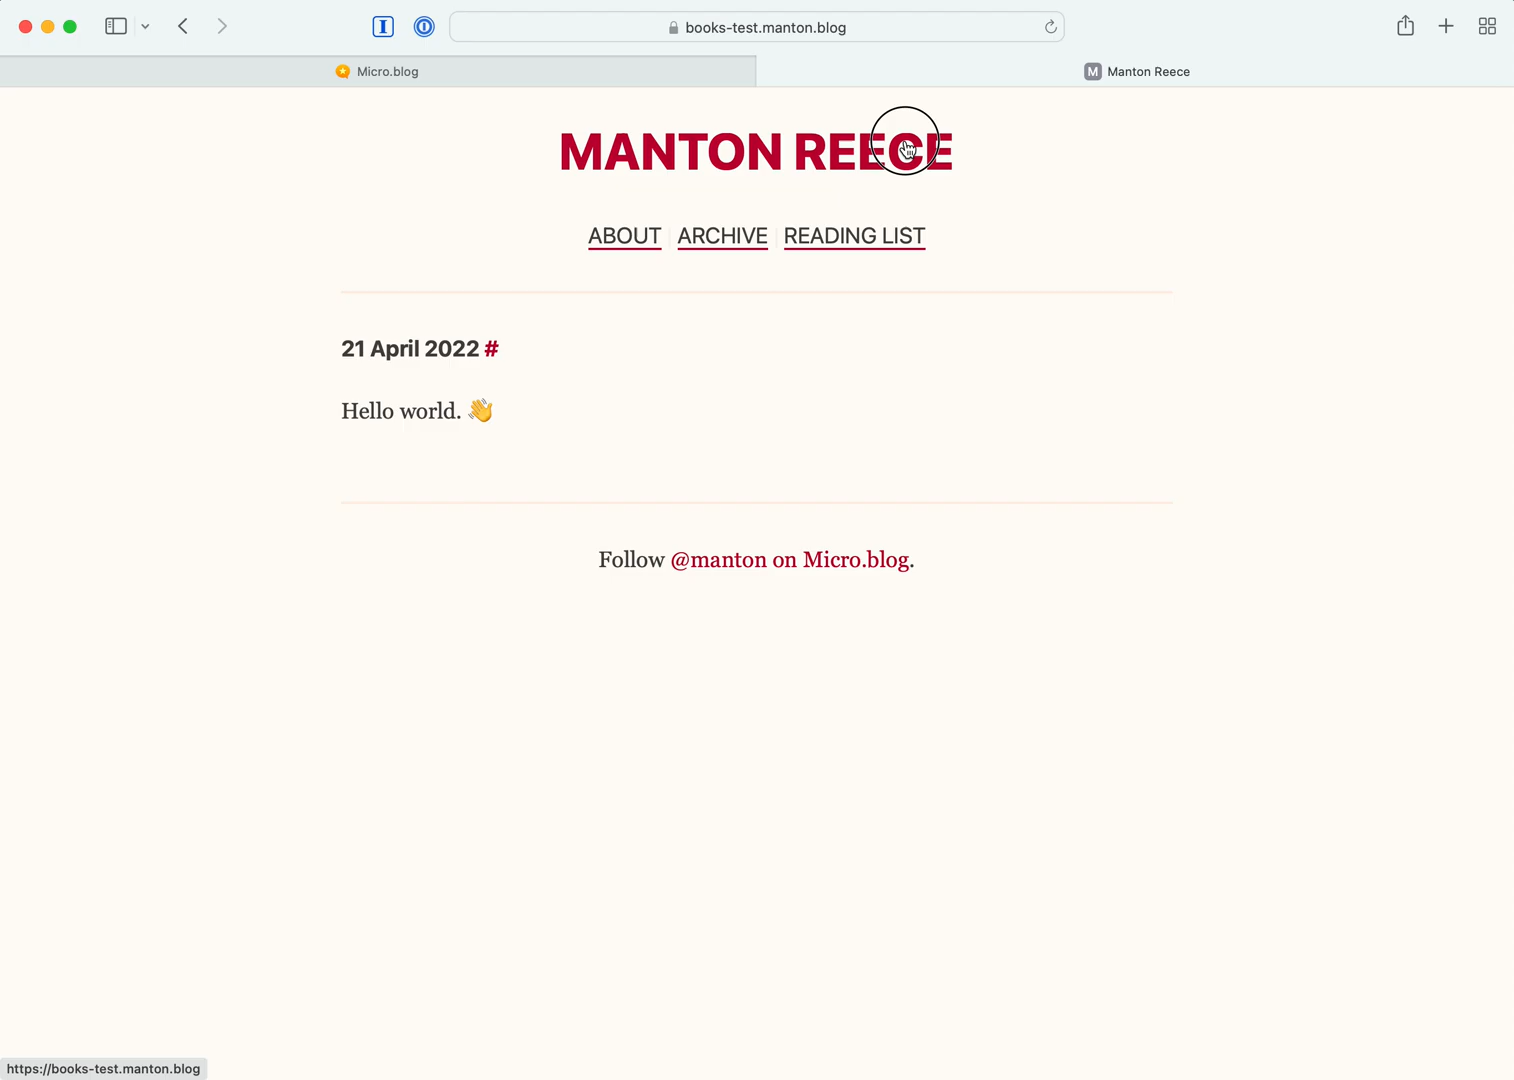 books-test.manton.blog
Micro.blog
M Manton Reece
MANTON REECE
ABOUT ARCHIVE READING LIST
21 April 2022 #
Hello world. 👋
Follow @manton on Micro.blog.
https://books-test.manton.blog